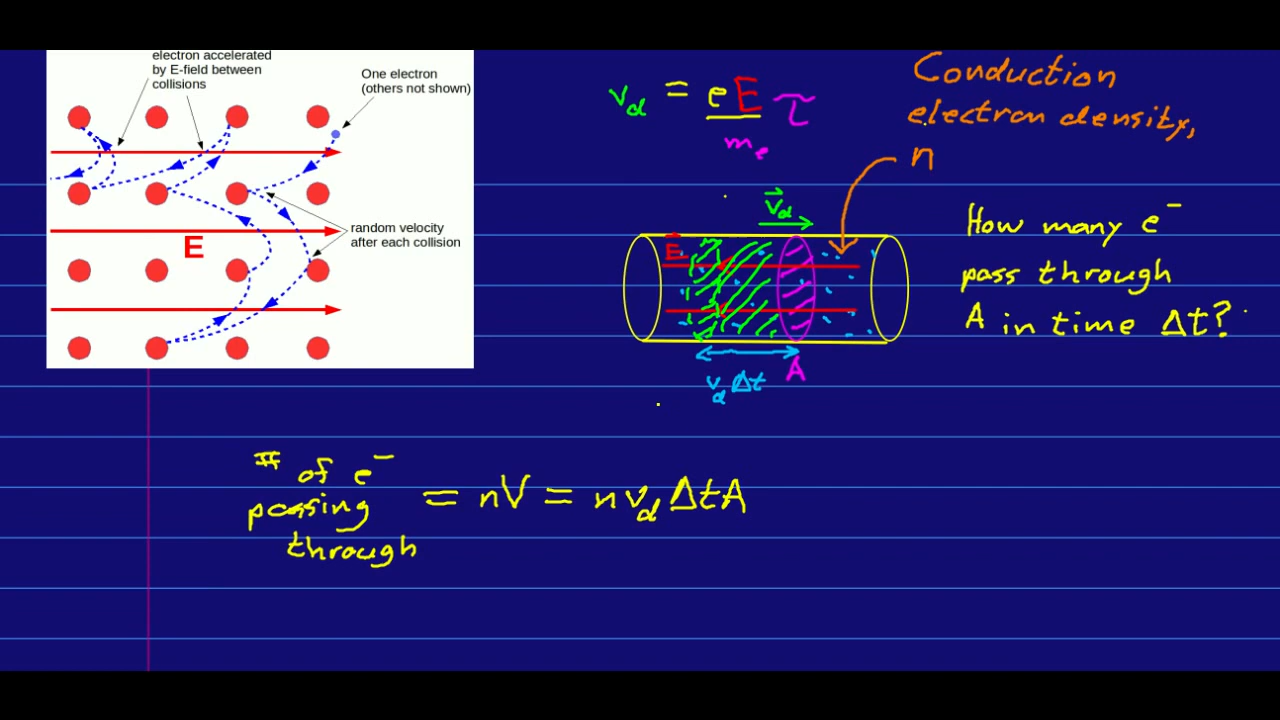 electron accelerated
by E-field between
collisions
One electron
(others not shown)
E
random velocity
after each collision
v_d = eE/m_e τ
Conduction
electron density,
n
v⃗_d
E⃗
v_d Δt
A
How many e⁻
pass through
A in time Δt?
# of e⁻
passing
through
= nV = nv_d ΔtA